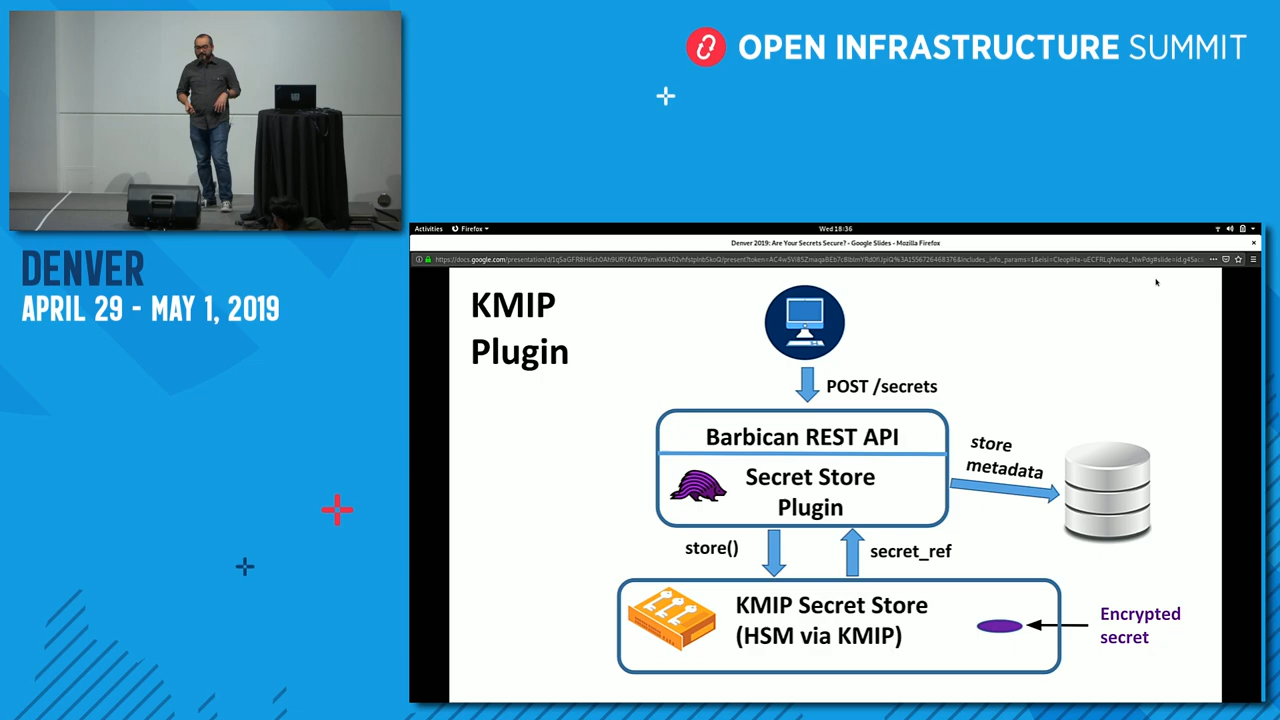 OPEN INFRASTRUCTURE SUMMIT
DENVER
APRIL 29 - MAY 1, 2019
Activities
Firefox
Wed 18:36
Denver 2019: Are Your Secrets Secure? - Google Slides - Mozilla Firefox
KMIP
Plugin
POST /secrets
Barbican REST API
Secret Store
Plugin
store
metadata
store()
secret_ref
KMIP Secret Store
(HSM via KMIP)
Encrypted
secret